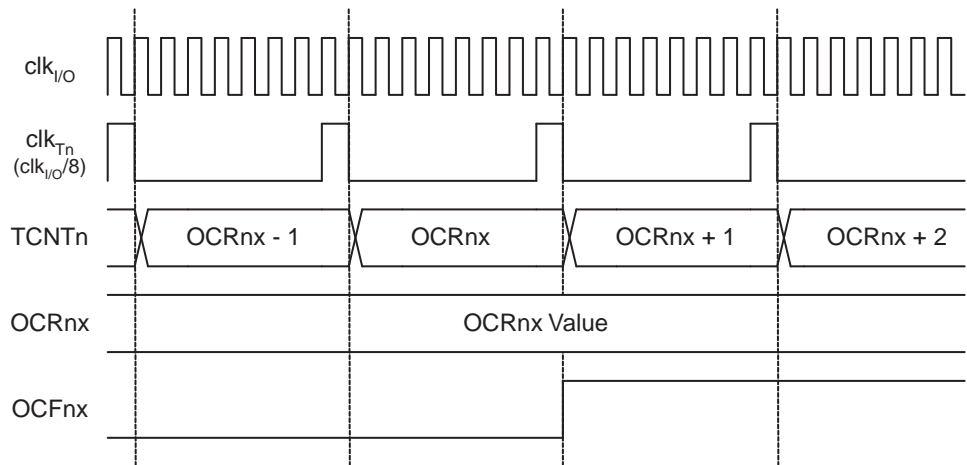 clkI/O
clkTn
(clkI/O/8)
TCNTn
OCRnx - 1
OCRnx
OCRnx + 1
OCRnx + 2
OCRnx
OCRnx Value
OCFnx